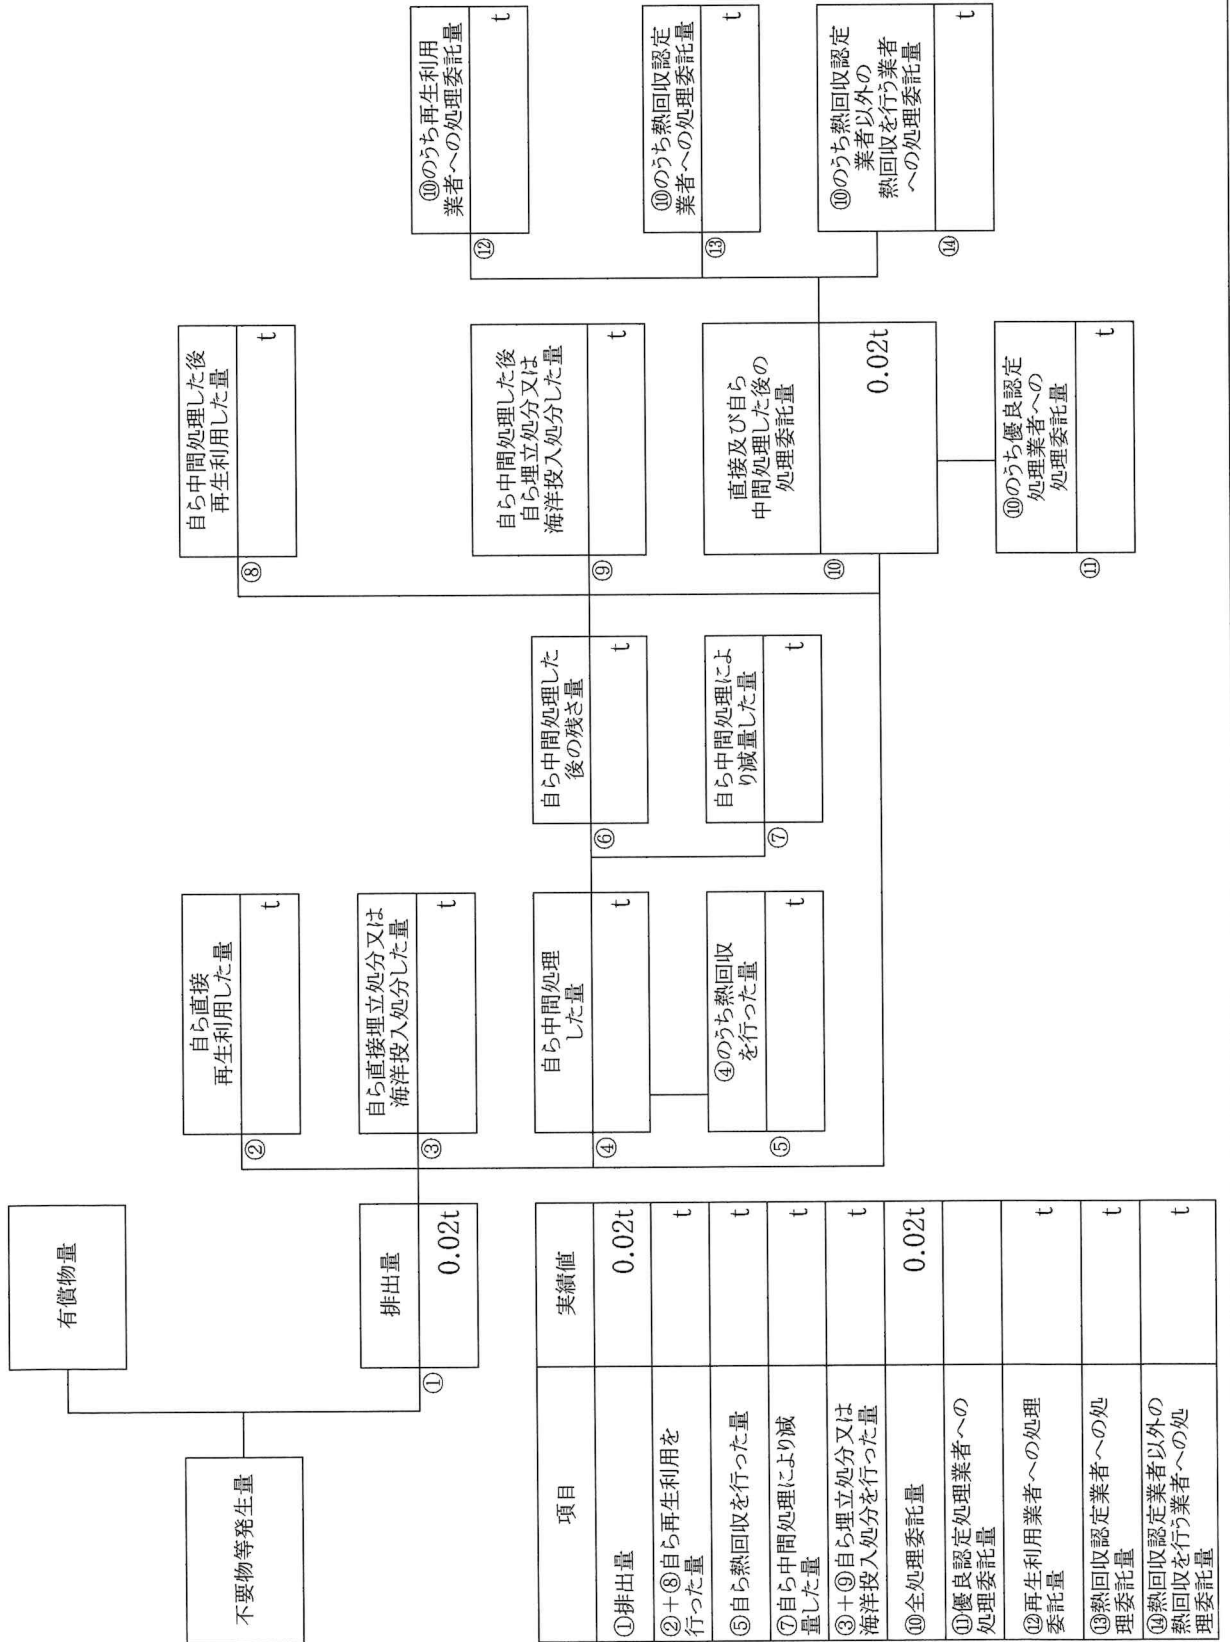 不要物等発生量
有償物量
①
排出量
0.02t
②
自ら直接
再生利用した量
t
③
自ら直接埋立処分又は
海洋投入処分した量
t
④
自ら中間処理
した量
t
⑤
④のうち熱回収
を行った量
t
⑥
自ら中間処理した
後の残さ量
t
⑦
自ら中間処理によ
り減量した量
t
⑧
自ら中間処理した後
再生利用した量
t
⑨
自ら中間処理した後
自ら埋立処分又は
海洋投入処分した量
t
⑩
直接及び自ら
中間処理した後の
処理委託量
0.02t
⑪
⑩のうち優良認定
処理業者への
処理委託量
t
⑫
⑩のうち再生利用
業者への処理委託量
t
⑬
⑩のうち熱回収認定
業者への処理委託量
t
⑭
⑩のうち熱回収認定
業者以外の
熱回収を行う業者
への処理委託量
t
項目 実績値
①排出量 0.02t
②+⑧自ら再生利用を
行った量 t
⑤自ら熱回収を行った量 t
⑦自ら中間処理により減
量した量 t
③+⑨自ら埋立処分又は
海洋投入処分を行った量 t
⑩全処理委託量 0.02t
⑪優良認定処理業者への
処理委託量
⑫再生利用業者への処理
委託量 t
⑬熱回収認定業者への処
理委託量 t
⑭熱回収認定業者以外の
熱回収を行う業者への処
理委託量 t